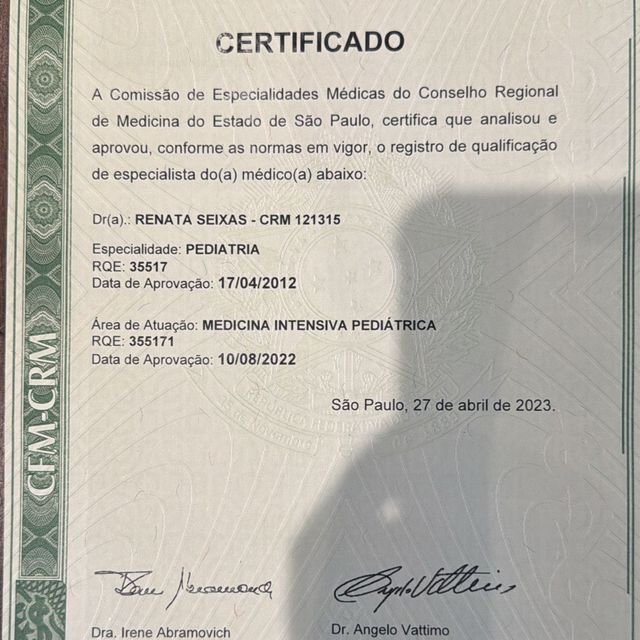 CERTIFICADO
A Comissão de Especialidades Médicas do Conselho Regional
de Medicina do Estado de São Paulo, certifica que analisou e
aprovou, conforme as normas em vigor, o registro de qualificação
de especialista do(a) médico(a) abaixo:
Dr(a).: RENATA SEIXAS - CRM 121315
Especialidade: PEDIATRIA
RQE: 35517
Data de Aprovação: 17/04/2012
Área de Atuação: MEDICINA INTENSIVA PEDIÁTRICA
RQE: 355171
Data de Aprovação: 10/08/2022
São Paulo, 27 de abril de 2023.
CFM-CRM
Dra. Irene Abramovich
Dr. Angelo Vattimo